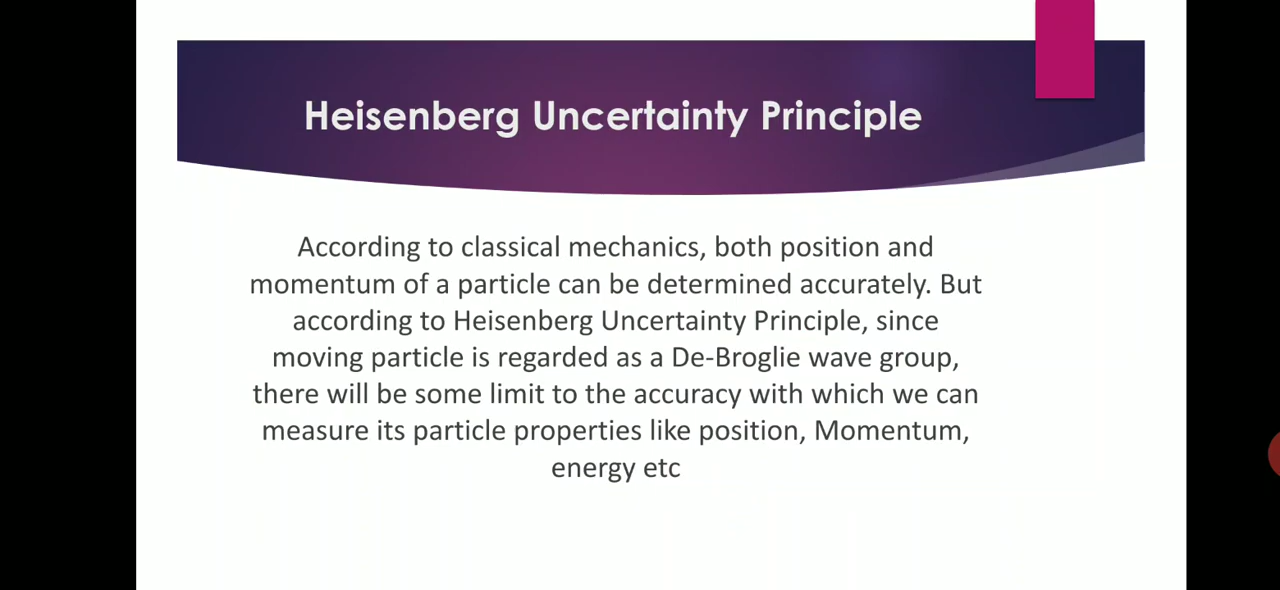 Heisenberg Uncertainty Principle
According to classical mechanics, both position and
momentum of a particle can be determined accurately. But
according to Heisenberg Uncertainty Principle, since
moving particle is regarded as a De-Broglie wave group,
there will be some limit to the accuracy with which we can
measure its particle properties like position, Momentum,
energy etc